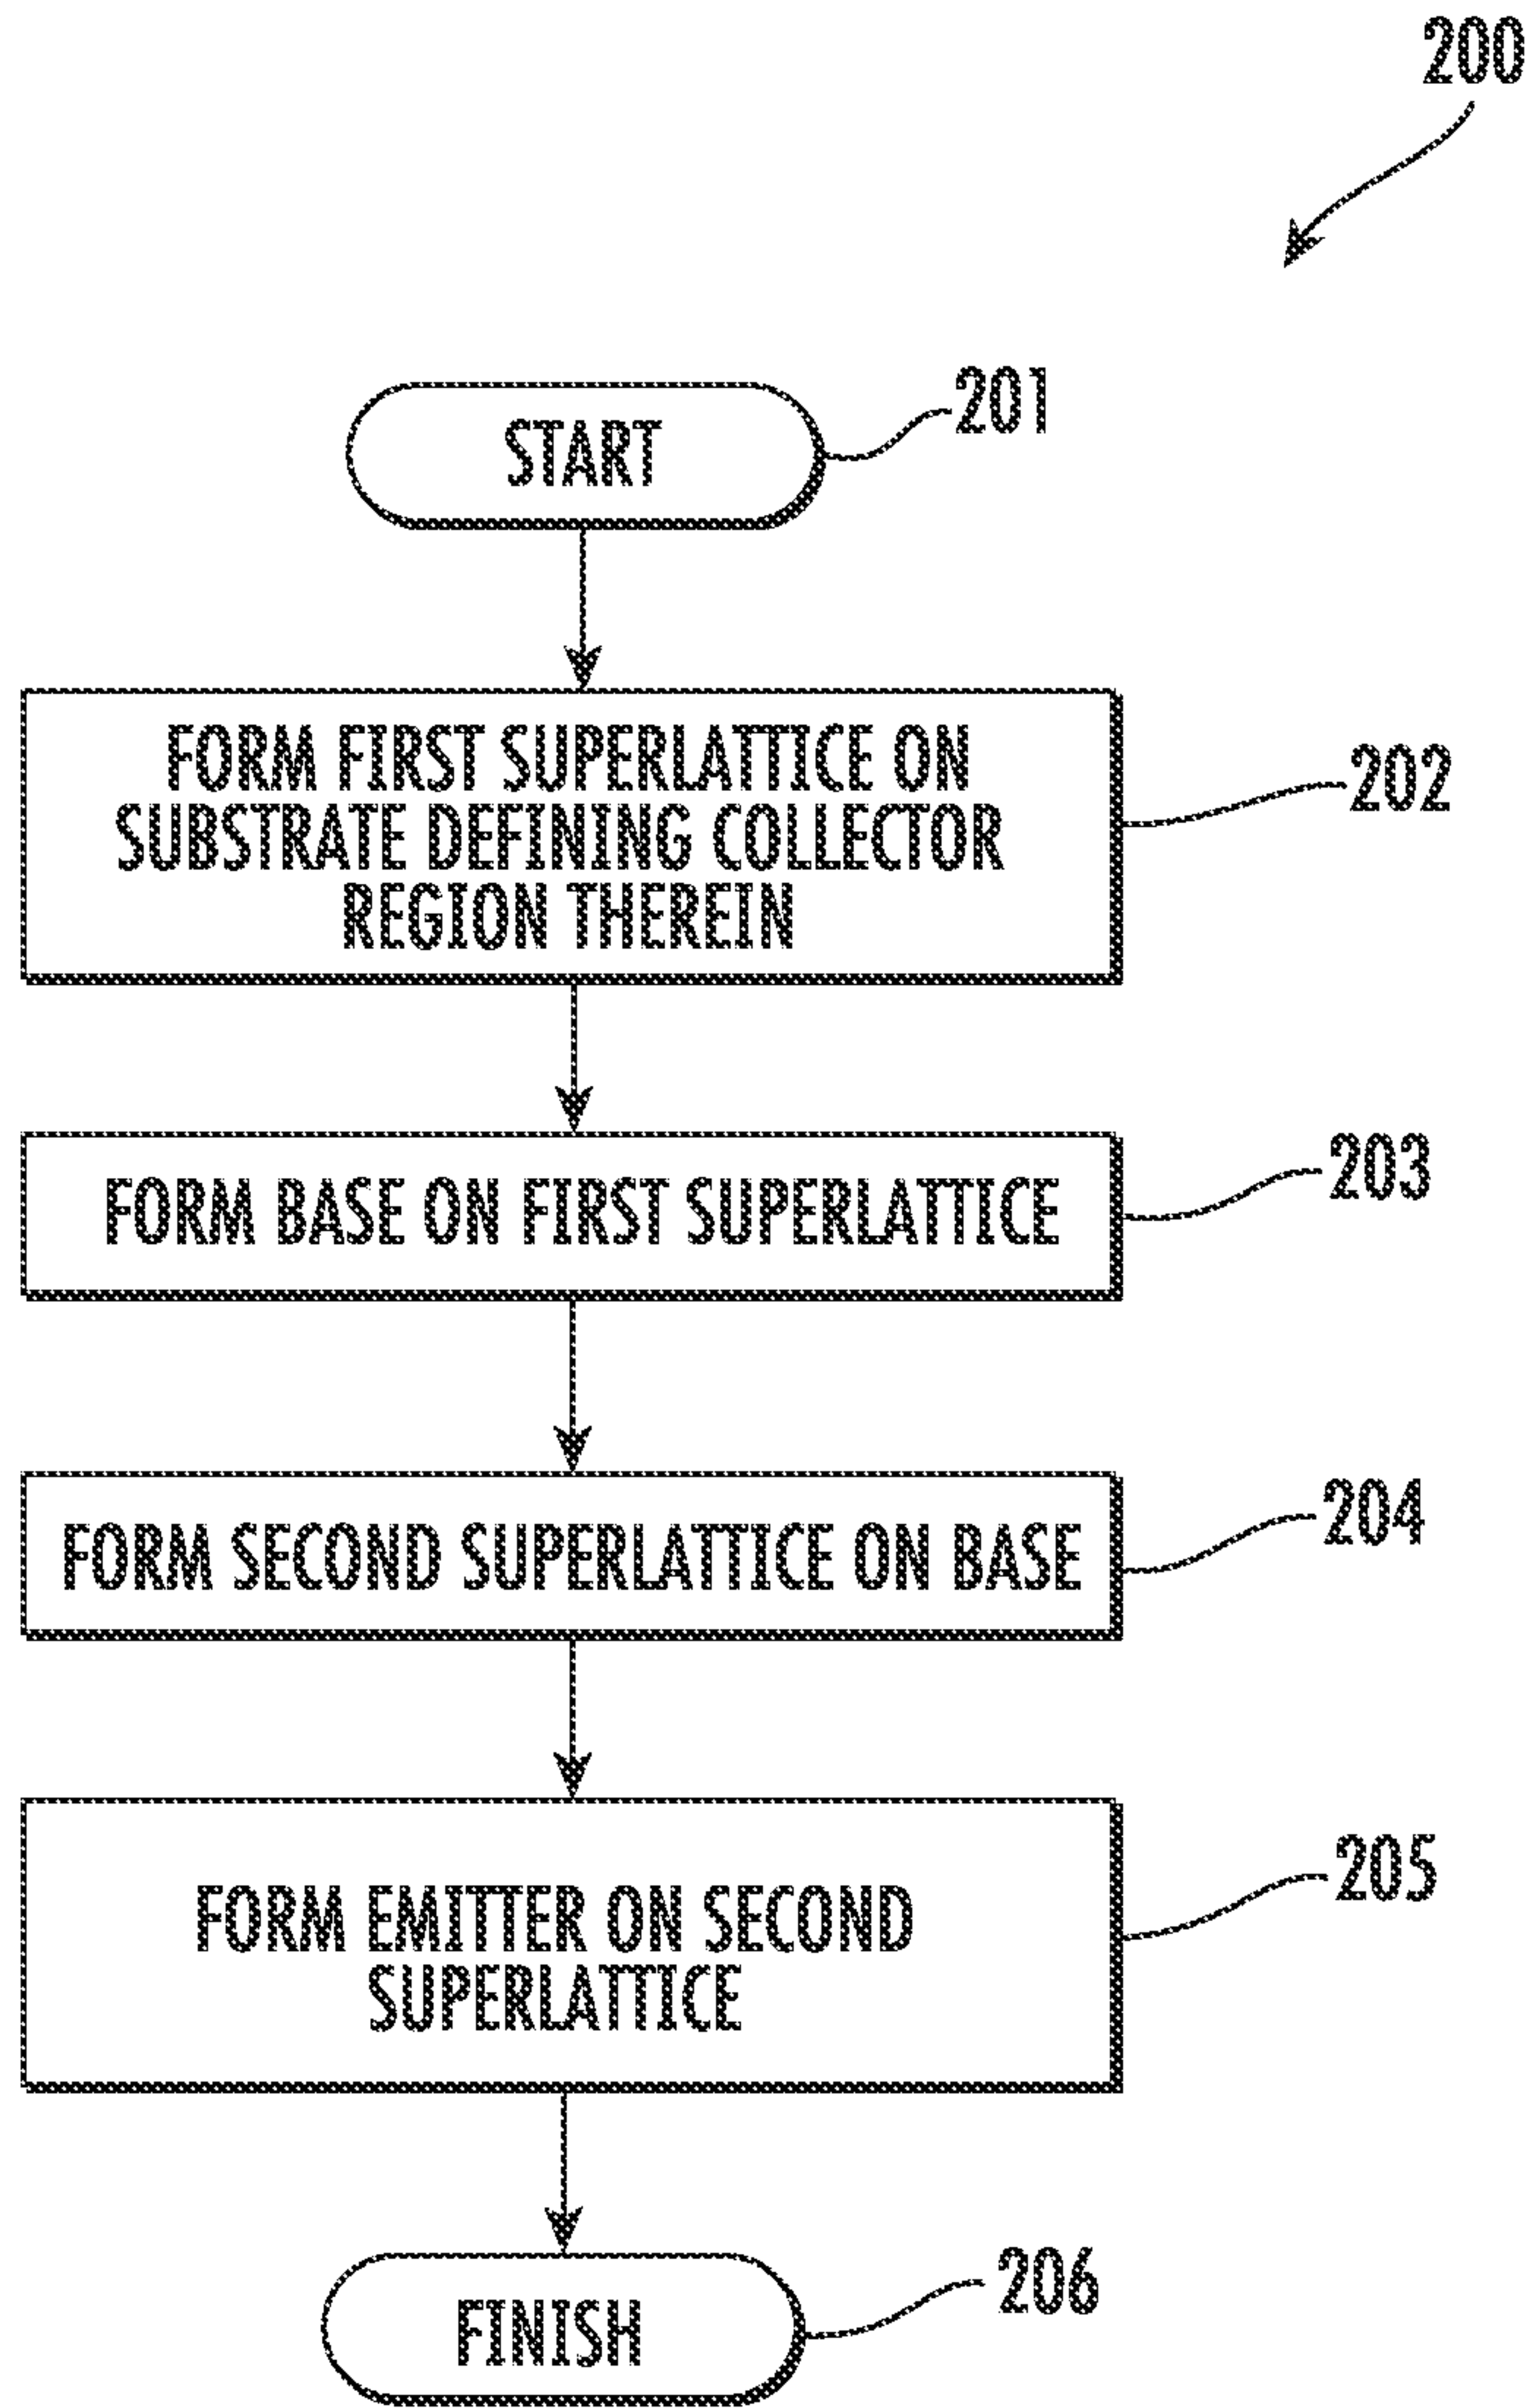 200
START
201
FORM FIRST SUPERLATTICE ON
SUBSTRATE DEFINING COLLECTOR
REGION THEREIN
202
FORM BASE ON FIRST SUPERLATTICE
203
FORM SECOND SUPERLATTICE ON BASE
204
FORM EMITTER ON SECOND
SUPERLATTICE
205
FINISH
206